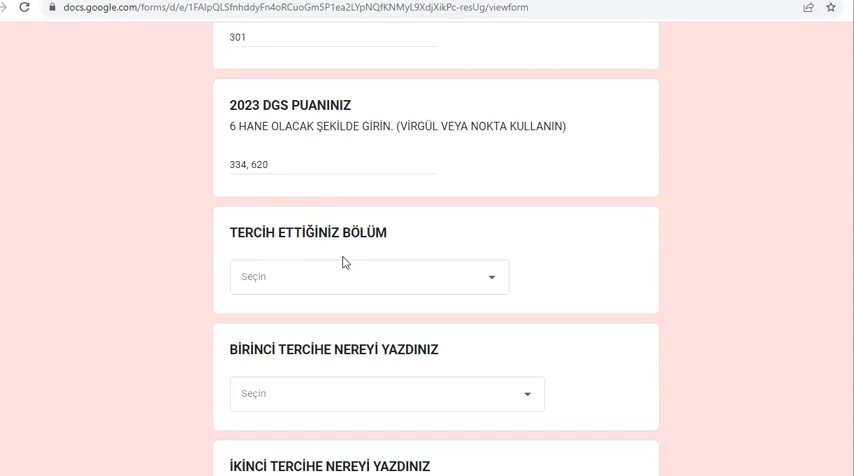 docs.google.com/forms/d/e/1FAIpQLSfnhddyFn4oRCuoGm5P1ea2LYpNQfKNMyL9XdjXikPc-resUg/viewform
301
2023 DGS PUANINIZ
6 HANE OLACAK ŞEKİLDE GİRİN. (VİRGÜL VEYA NOKTA KULLANIN)
334, 620
TERCİH ETTİĞİNİZ BÖLÜM
Seçin
BİRİNCİ TERCİHE NEREYİ YAZDINIZ
Seçin
İKİNCİ TERCİHE NEREYİ YAZDINIZ